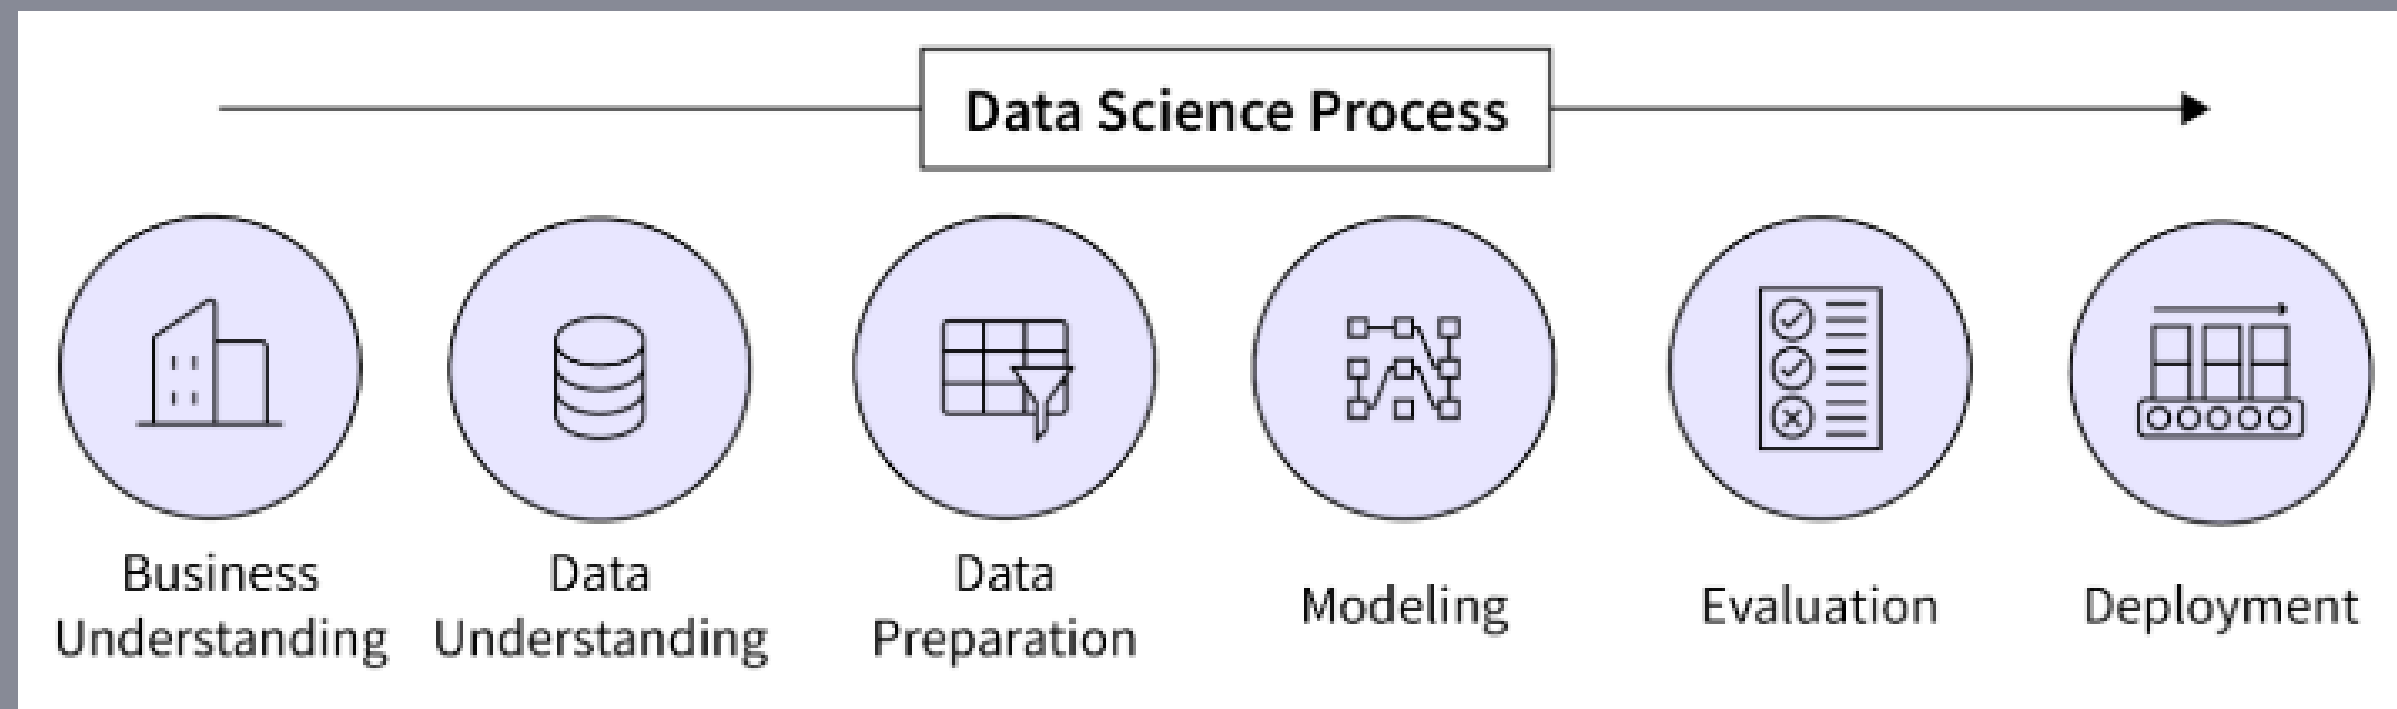 Data Science Process
Business
Understanding
Data
Understanding
Data
Preparation
Modeling
Evaluation
Deployment